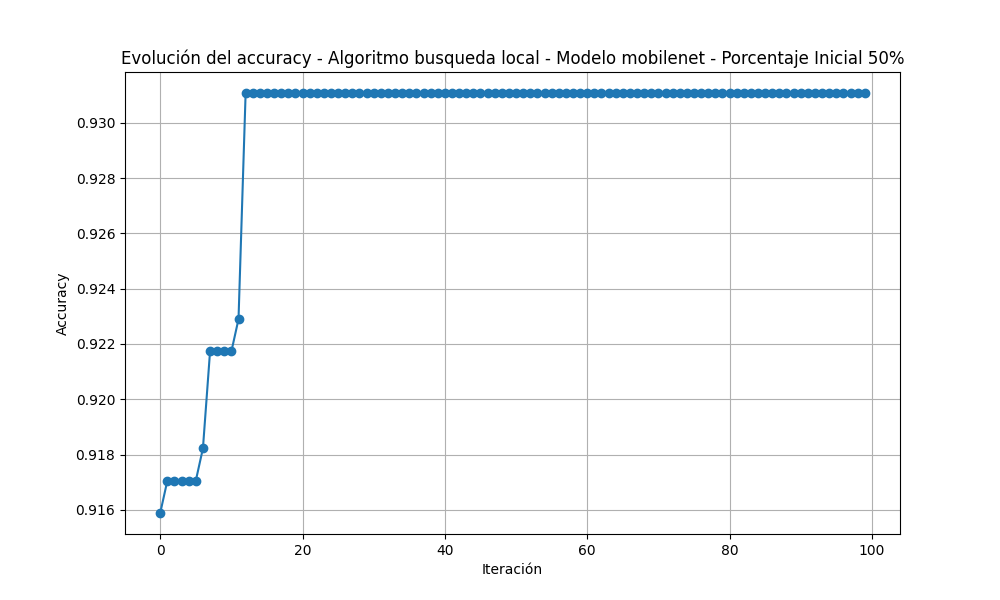 Evolución del accuracy - Algoritmo busqueda local - Modelo mobilenet - Porcentaje Inicial 50%
0.930
0.928
0.926
0.924
0.922
0.920
0.918
0.916
Accuracy
0 20 40 60 80 100
Iteración